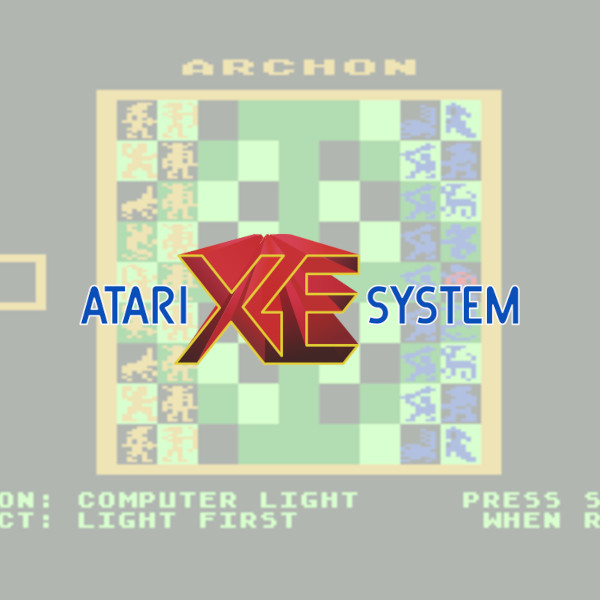 ARCHON
ATARI XE SYSTEM
ON: COMPUTER LIGHT PRESS S
CT: LIGHT FIRST WHEN R